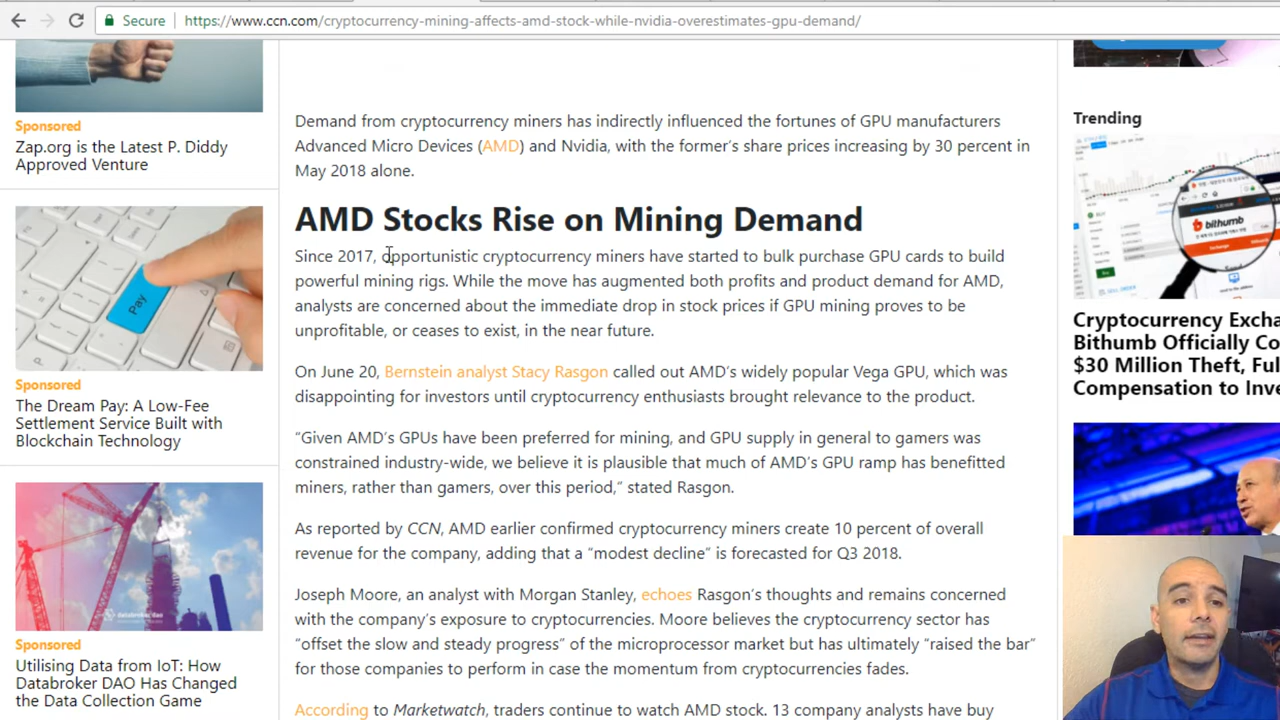 Secure
https://www.ccn.com/cryptocurrency-mining-affects-amd-stock-while-nvidia-overestimates-gpu-demand/
Sponsored
Zap.org is the Latest P. Diddy
Approved Venture
Pay
Sponsored
The Dream Pay: A Low-Fee
Settlement Service Built with
Blockchain Technology
Sponsored
Utilising Data from IoT: How
Databroker DAO Has Changed
the Data Collection Game
Demand from cryptocurrency miners has indirectly influenced the fortunes of GPU manufacturers
Advanced Micro Devices (AMD) and Nvidia, with the former’s share prices increasing by 30 percent in
May 2018 alone.
AMD Stocks Rise on Mining Demand
Since 2017, opportunistic cryptocurrency miners have started to bulk purchase GPU cards to build
powerful mining rigs. While the move has augmented both profits and product demand for AMD,
analysts are concerned about the immediate drop in stock prices if GPU mining proves to be
unprofitable, or ceases to exist, in the near future.
On June 20, Bernstein analyst Stacy Rasgon called out AMD’s widely popular Vega GPU, which was
disappointing for investors until cryptocurrency enthusiasts brought relevance to the product.
“Given AMD’s GPUs have been preferred for mining, and GPU supply in general to gamers was
constrained industry-wide, we believe it is plausible that much of AMD’s GPU ramp has benefitted
miners, rather than gamers, over this period,” stated Rasgon.
As reported by CCN, AMD earlier confirmed cryptocurrency miners create 10 percent of overall
revenue for the company, adding that a “modest decline” is forecasted for Q3 2018.
Joseph Moore, an analyst with Morgan Stanley, echoes Rasgon’s thoughts and remains concerned
with the company’s exposure to cryptocurrencies. Moore believes the cryptocurrency sector has
“offset the slow and steady progress” of the microprocessor market but has ultimately “raised the bar”
for those companies to perform in case the momentum from cryptocurrencies fades.
According to Marketwatch, traders continue to watch AMD stock. 13 company analysts have buy
Trending
bithumb
Cryptocurrency Excha
Bithumb Officially Co
$30 Million Theft, Ful
Compensation to Inve